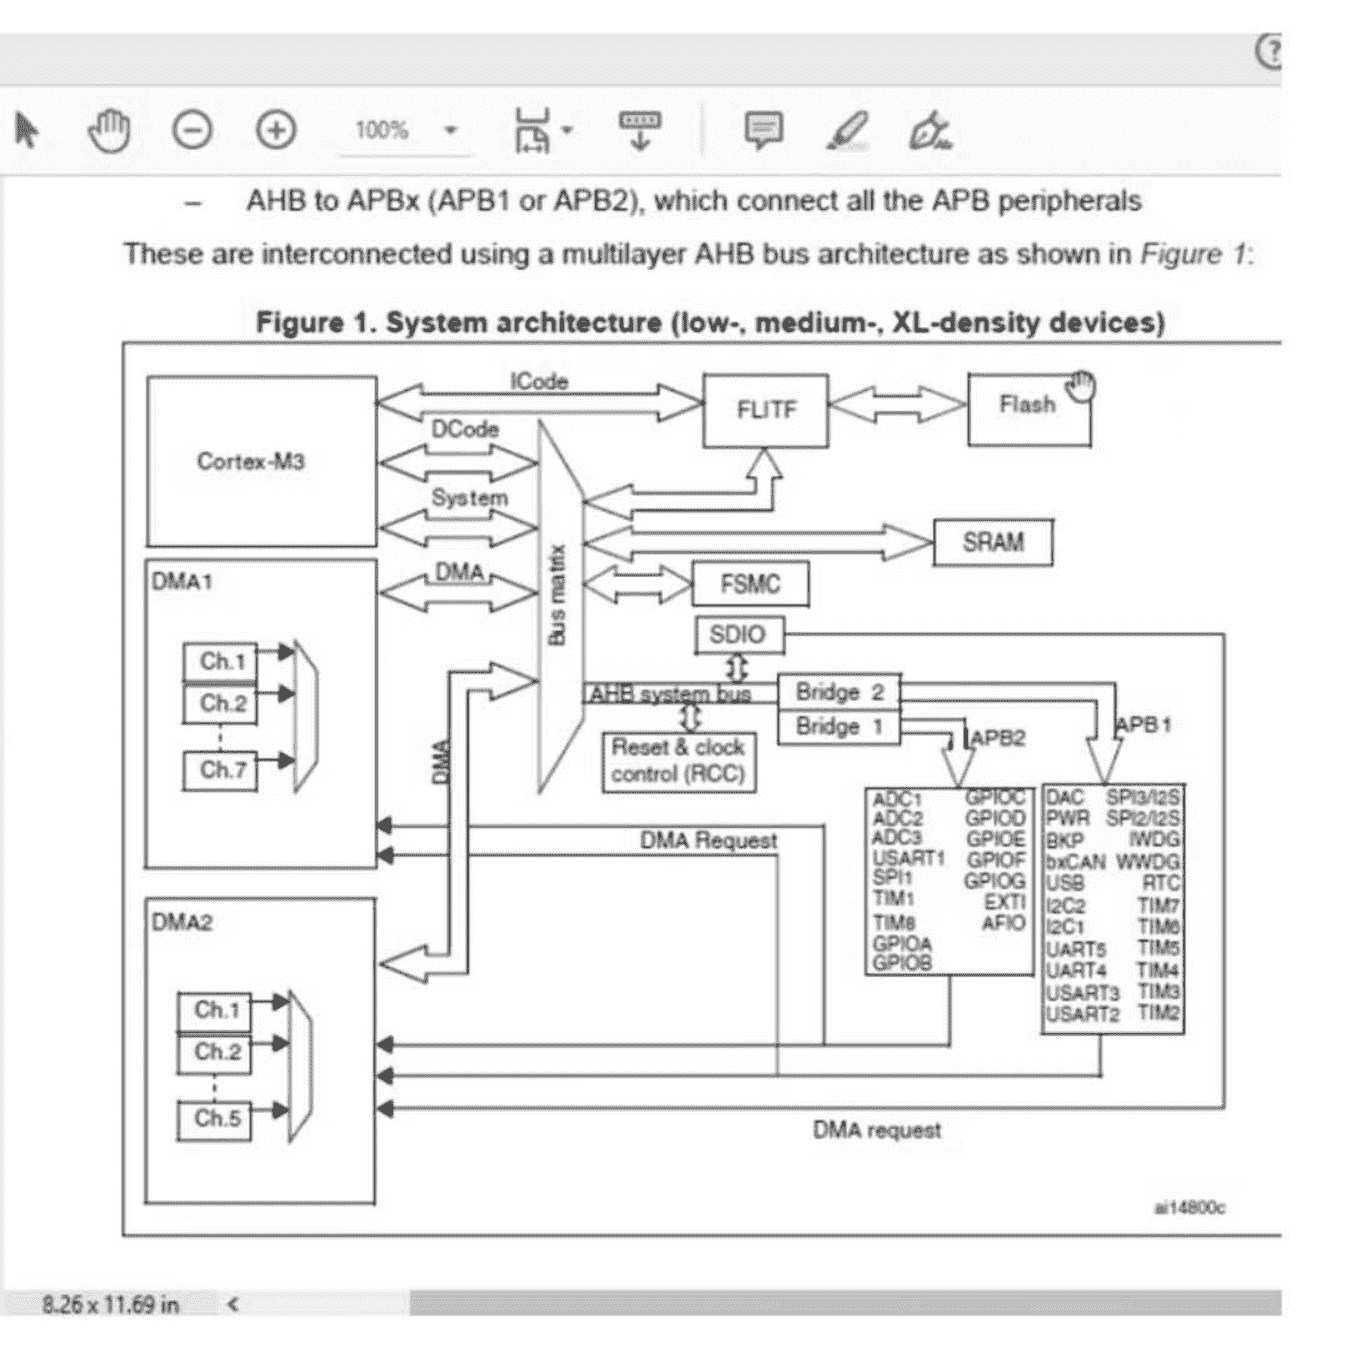 100%
– AHB to APBx (APB1 or APB2), which connect all the APB peripherals
These are interconnected using a multilayer AHB bus architecture as shown in Figure 1:
Figure 1. System architecture (low-, medium-, XL-density devices)
ICode
FLITF
Flash
DCode
Cortex-M3
System
SRAM
DMA
Bus matrix
FSMC
DMA1
SDIO
Ch.1
Ch.2
Ch.7
AHB system bus
Bridge 2
Bridge 1
APB2
APB1
Reset & clock
control (RCC)
DMA
DMA Request
ADC1 GPIOC
ADC2 GPIOD
ADC3 GPIOE
USART1 GPIOF
SPI1 GPIOG
TIM1 EXTI
TIM8 AFIO
GPIOA
GPIOB
DAC SPI3/I2S
PWR SPI2/I2S
BKP IWDG
bxCAN WWDG
USB RTC
I2C2 TIM7
I2C1 TIM6
UART5 TIM5
UART4 TIM4
USART3 TIM3
USART2 TIM2
DMA2
Ch.1
Ch.2
Ch.5
DMA request
ai14800c
8.26 x 11.69 in <